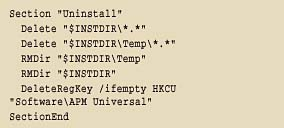 Section "Uninstall"
  Delete "$INSTDIR\*.*"
  Delete "$INSTDIR\Temp\*.*"
  RMDir "$INSTDIR\Temp"
  RMDir "$INSTDIR"
  DeleteRegKey /ifempty HKCU
"Software\APM Universal"
SectionEnd